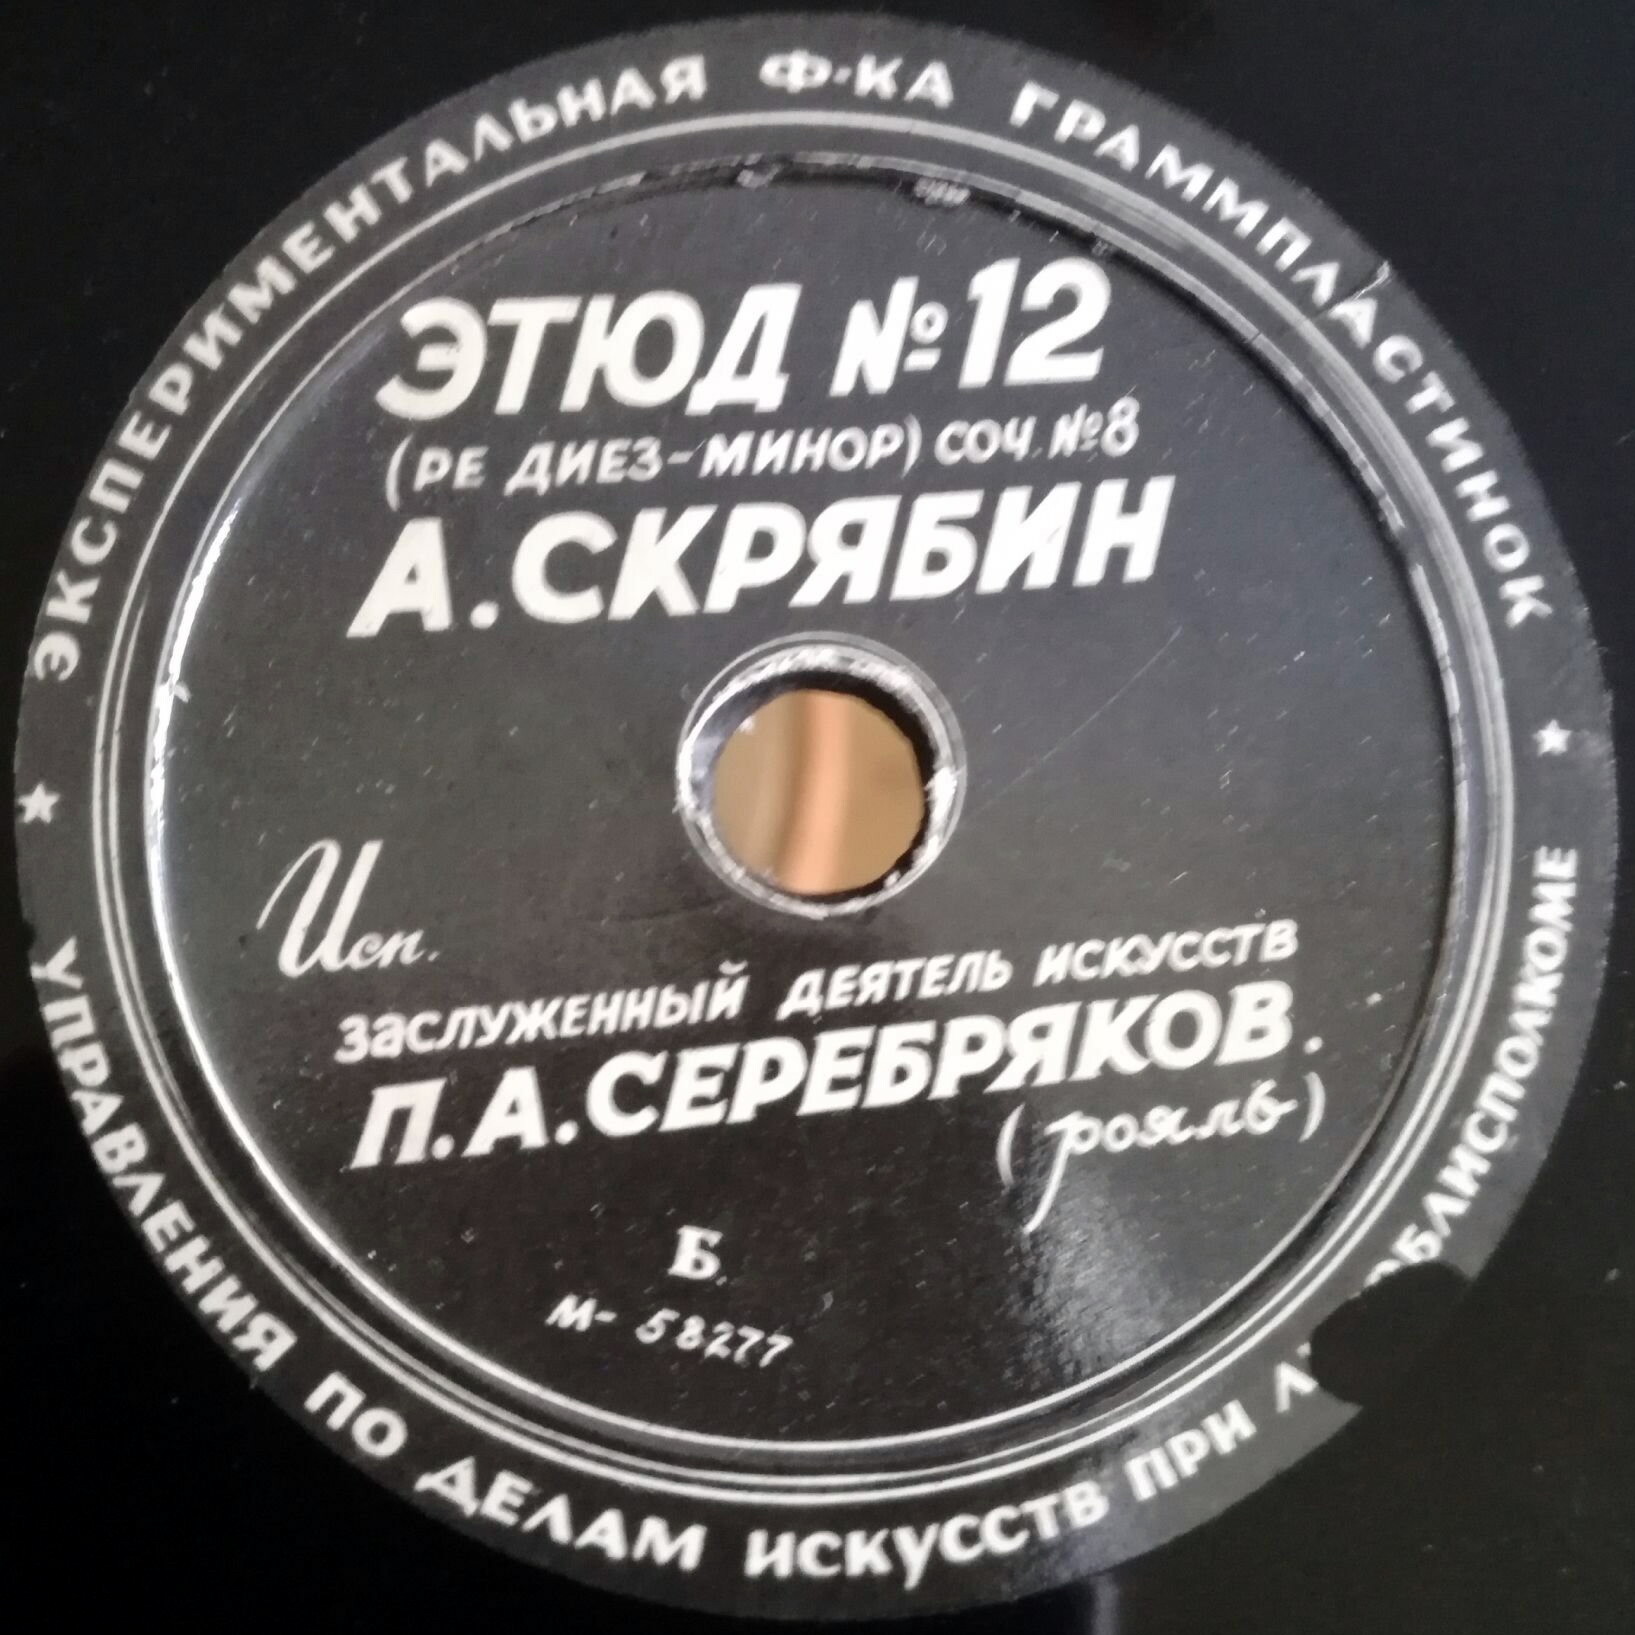 ЭКСПЕРИМЕНТАЛЬНАЯ Ф-КА ГРАММПЛАСТИНОК
ЭТЮД №12
(РЕ ДИЕЗ-МИНОР) СОЧ. №8
А. СКРЯБИН
Исп.
ЗАСЛУЖЕННЫЙ ДЕЯТЕЛЬ ИСКУССТВ
П.А. СЕРЕБРЯКОВ.
(рояль)
Б
М- 58277
★ УПРАВЛЕНИЯ ПО ДЕЛАМ ИСКУССТВ ПРИ ОБЛИСПОЛКОМЕ ★